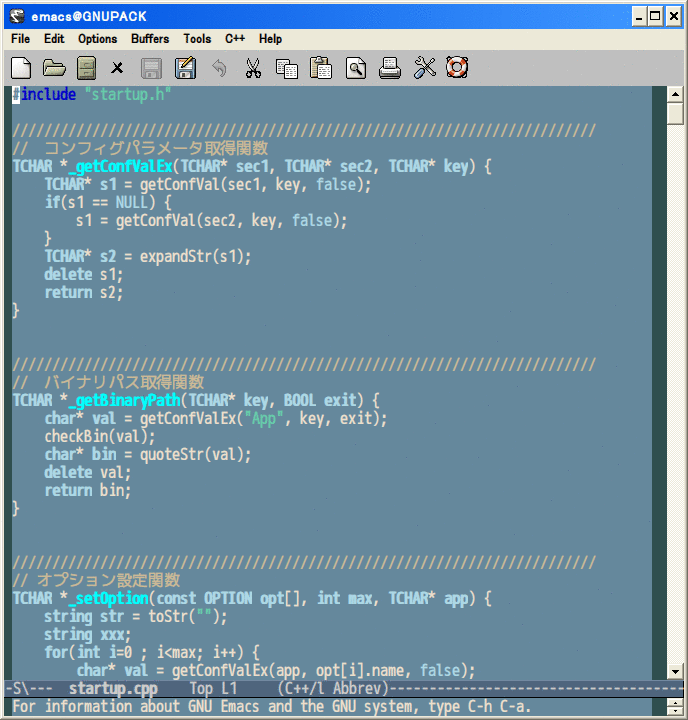 emacs@GNUPACK
File Edit Options Buffers Tools C++ Help
#include "startup.h"
/////////////////////////////////////////////////////////////////////////
//  コンフィグパラメータ取得関数
TCHAR *_getConfValEx(TCHAR* sec1, TCHAR* sec2, TCHAR* key) {
    TCHAR* s1 = getConfVal(sec1, key, false);
    if(s1 == NULL) {
        s1 = getConfVal(sec2, key, false);
    }
    TCHAR* s2 = expandStr(s1);
    delete s1;
    return s2;
}
/////////////////////////////////////////////////////////////////////////
//  バイナリパス取得関数
TCHAR *_getBinaryPath(TCHAR* key, BOOL exit) {
    char* val = getConfValEx("App", key, exit);
    checkBin(val);
    char* bin = quoteStr(val);
    delete val;
    return bin;
}
/////////////////////////////////////////////////////////////////////////
// オプション設定関数
TCHAR *_setOption(const OPTION opt[], int max, TCHAR* app) {
    string str = toStr("");
    string xxx;
    for(int i=0 ; i<max; i++) {
        char* val = getConfValEx(app, opt[i].name, false);
-S\---  startup.cpp    Top L1     (C++/l Abbrev)-------------------------------------
For information about GNU Emacs and the GNU system, type C-h C-a.